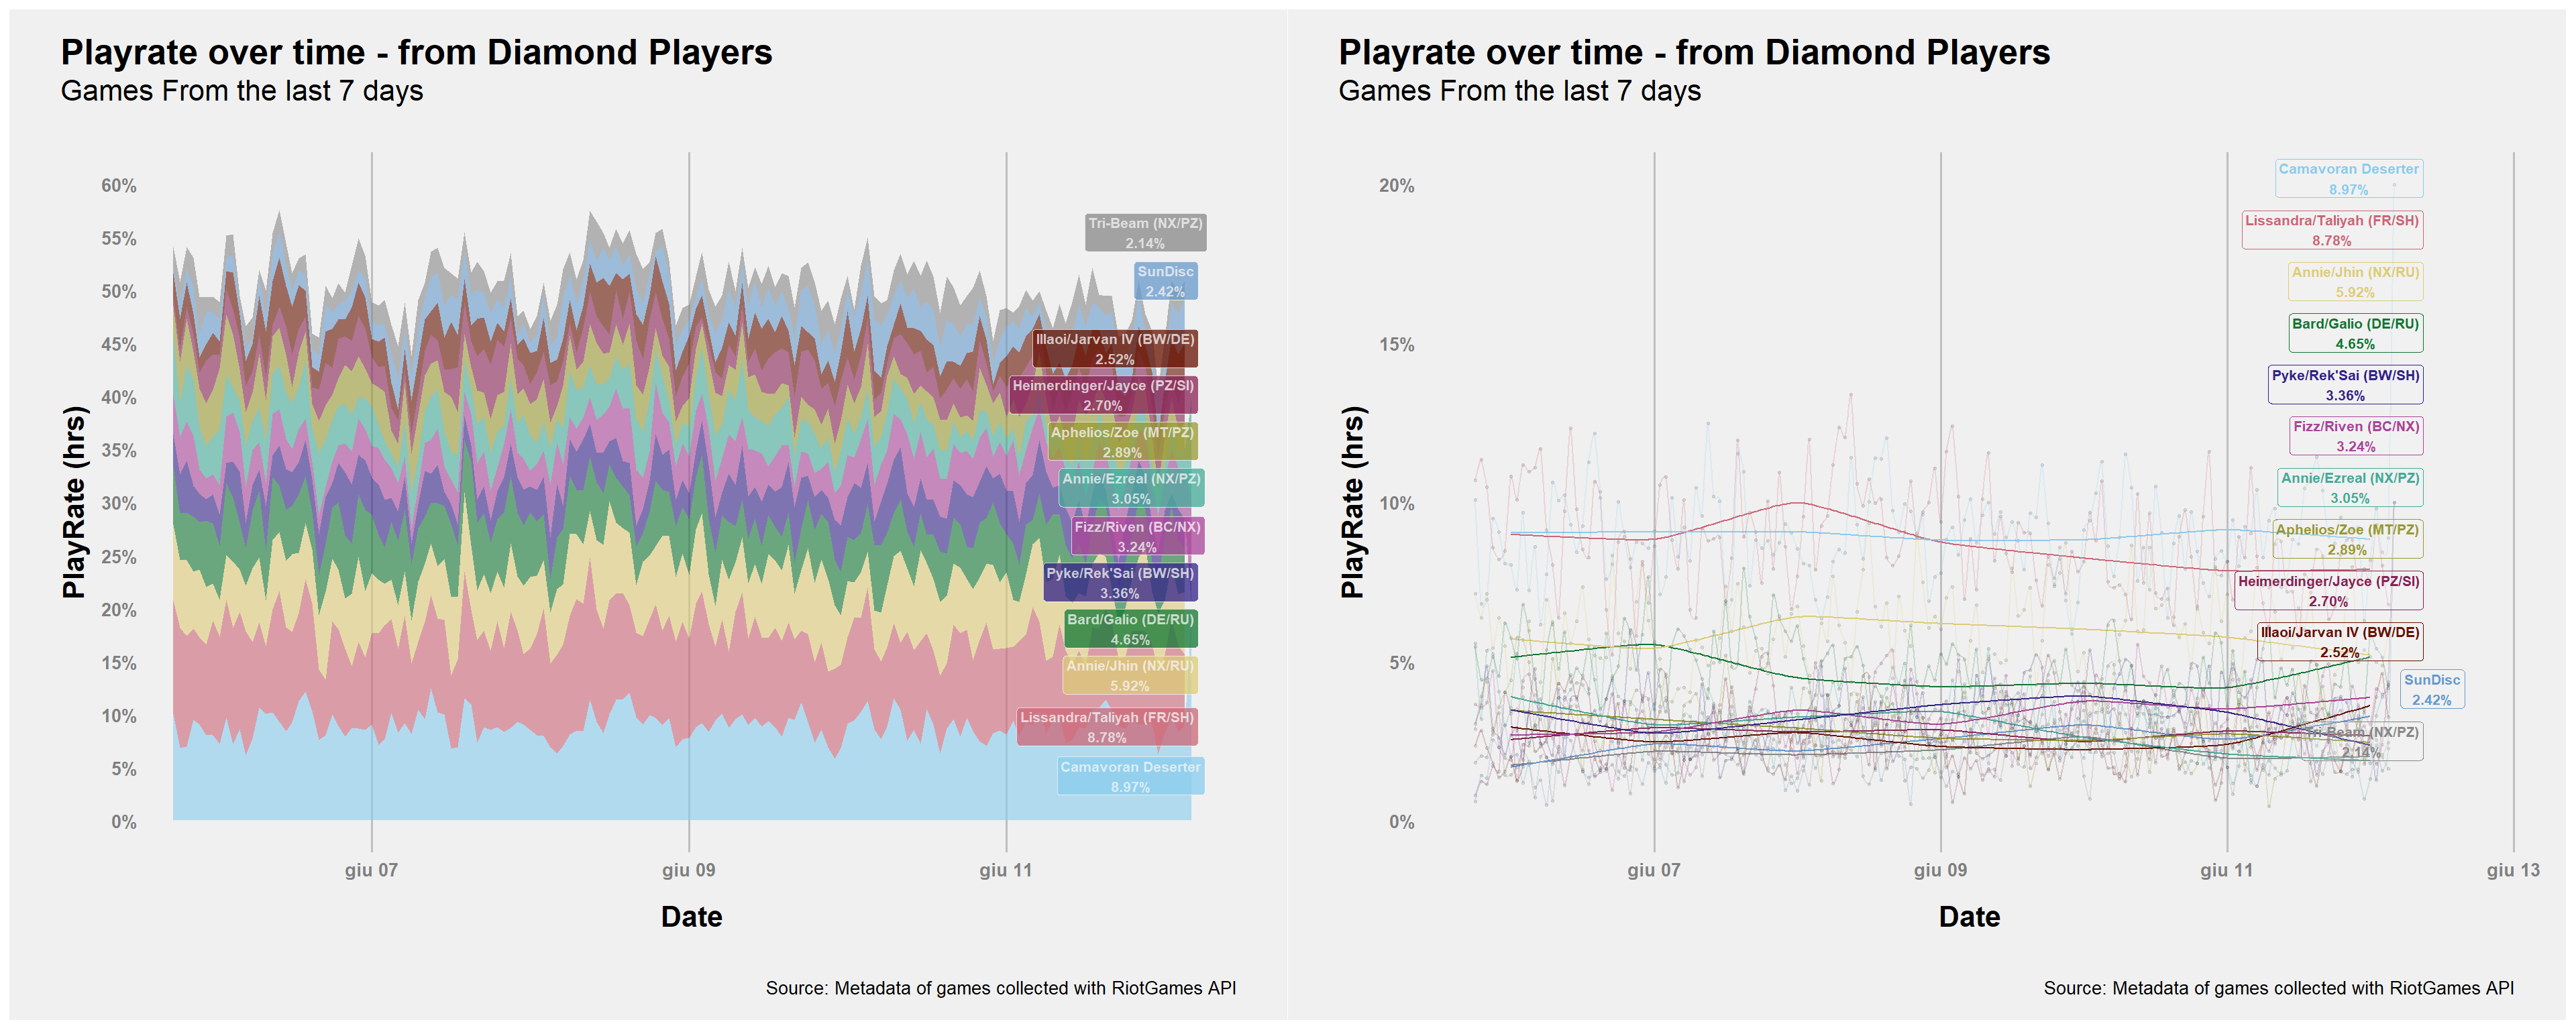 Playrate over time - from Diamond Players
Games From the last 7 days
PlayRate (hrs)
60%
55%
50%
45%
40%
35%
30%
25%
20%
15%
10%
5%
0%
Tri-Beam (NX/PZ)
2.14%
SunDisc
2.42%
Illaoi/Jarvan IV (BW/DE)
2.52%
Heimerdinger/Jayce (PZ/SI)
2.70%
Aphelios/Zoe (MT/PZ)
2.89%
Annie/Ezreal (NX/PZ)
3.05%
Fizz/Riven (BC/NX)
3.24%
Pyke/Rek'Sai (BW/SH)
3.36%
Bard/Galio (DE/RU)
4.65%
Annie/Jhin (NX/RU)
5.92%
Lissandra/Taliyah (FR/SH)
8.78%
Camavoran Deserter
8.97%
giu 07
giu 09
giu 11
Date
Source: Metadata of games collected with RiotGames API
Playrate over time - from Diamond Players
Games From the last 7 days
PlayRate (hrs)
20%
15%
10%
5%
0%
Camavoran Deserter
8.97%
Lissandra/Taliyah (FR/SH)
8.78%
Annie/Jhin (NX/RU)
5.92%
Bard/Galio (DE/RU)
4.65%
Pyke/Rek'Sai (BW/SH)
3.36%
Fizz/Riven (BC/NX)
3.24%
Annie/Ezreal (NX/PZ)
3.05%
Aphelios/Zoe (MT/PZ)
2.89%
Heimerdinger/Jayce (PZ/SI)
2.70%
Illaoi/Jarvan IV (BW/DE)
2.52%
SunDisc
2.42%
Tri-Beam (NX/PZ)
2.14%
giu 07
giu 09
giu 11
giu 13
Date
Source: Metadata of games collected with RiotGames API